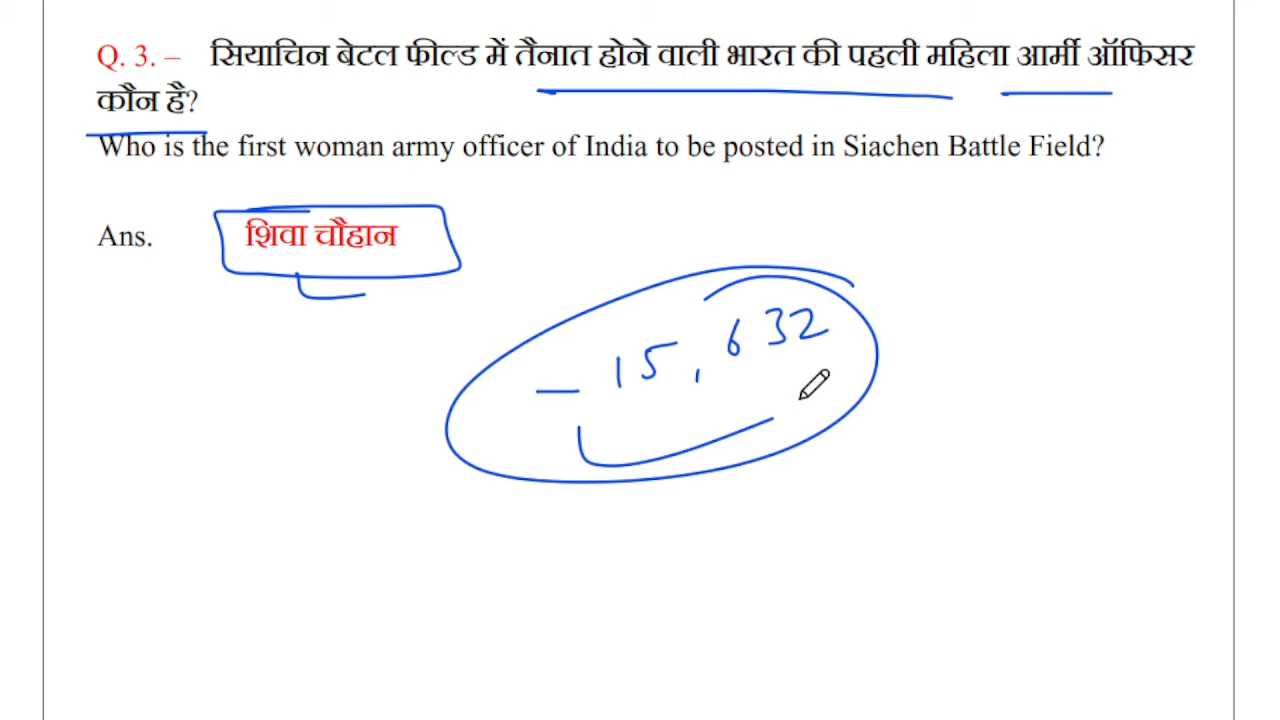 Q. 3. – सियाचिन बेटल फील्ड में तैनात होने वाली भारत की पहली महिला आर्मी ऑफिसर
कौन है?
Who is the first woman army officer of India to be posted in Siachen Battle Field?
Ans. शिवा चौहान
– 15,632